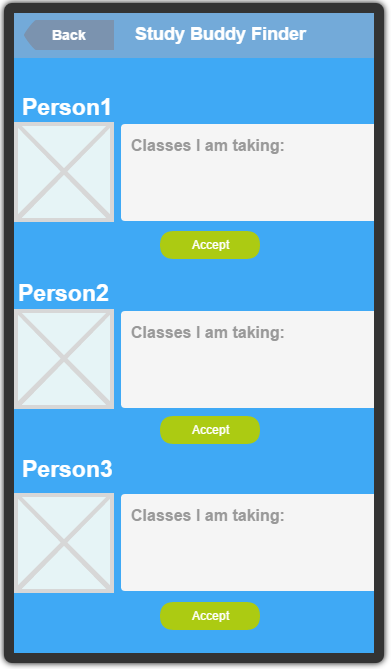 Back
Study Buddy Finder
Person1
Classes I am taking:
Accept
Person2
Classes I am taking:
Accept
Person3
Classes I am taking:
Accept